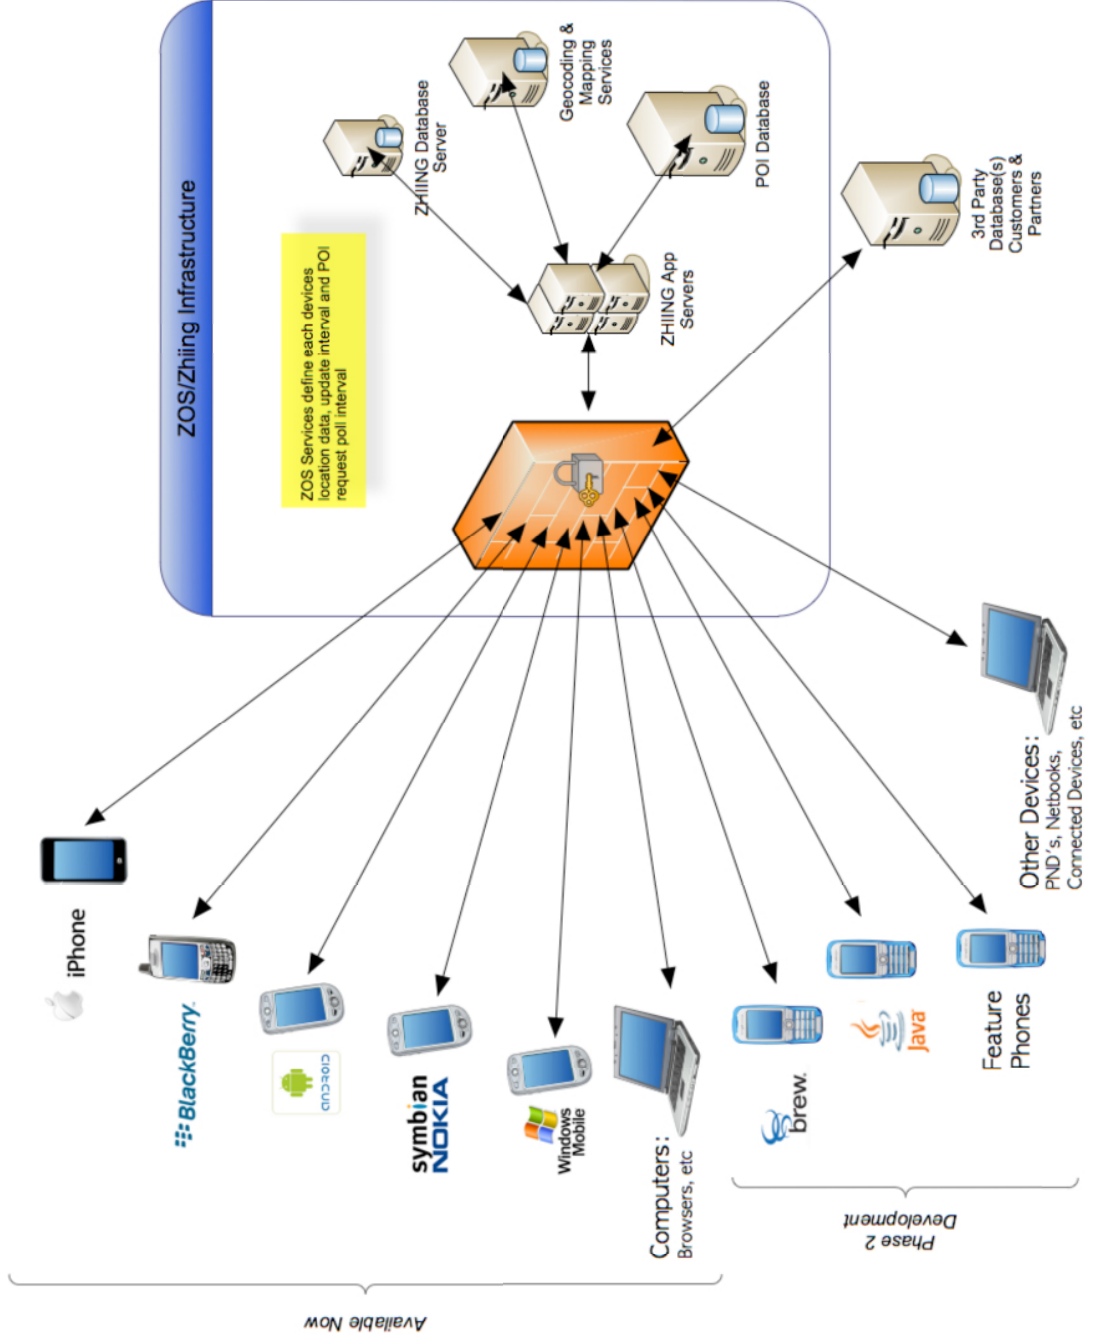 ZOS/Zhiing Infrastructure
ZOS Services define each devices
location data, update interval and POI
request poll interval
ZHIING Database
Server
Geocoding &
Mapping
Services
POI Database
ZHIING App
Servers
3rd Party
Database(s)
Customers &
Partners
iPhone
BlackBerry
android
symbian
NOKIA
Windows
Mobile
Computers:
Browsers, etc
brew.
Java
Feature
Phones
Other Devices:
PND's, Netbooks,
Connected Devices, etc
Available Now
Phase 2
Development